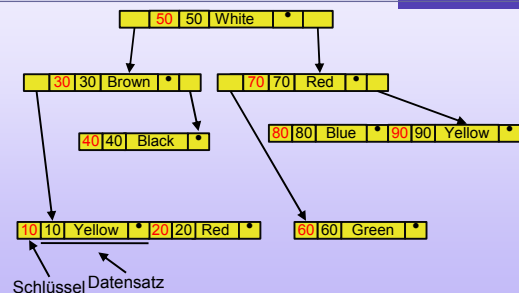 50 50 White •
30 30 Brown • 70 70 Red •
40 40 Black • 80 80 Blue • 90 90 Yellow •
10 10 Yellow • 20 20 Red • 60 60 Green •
Schlüssel Datensatz